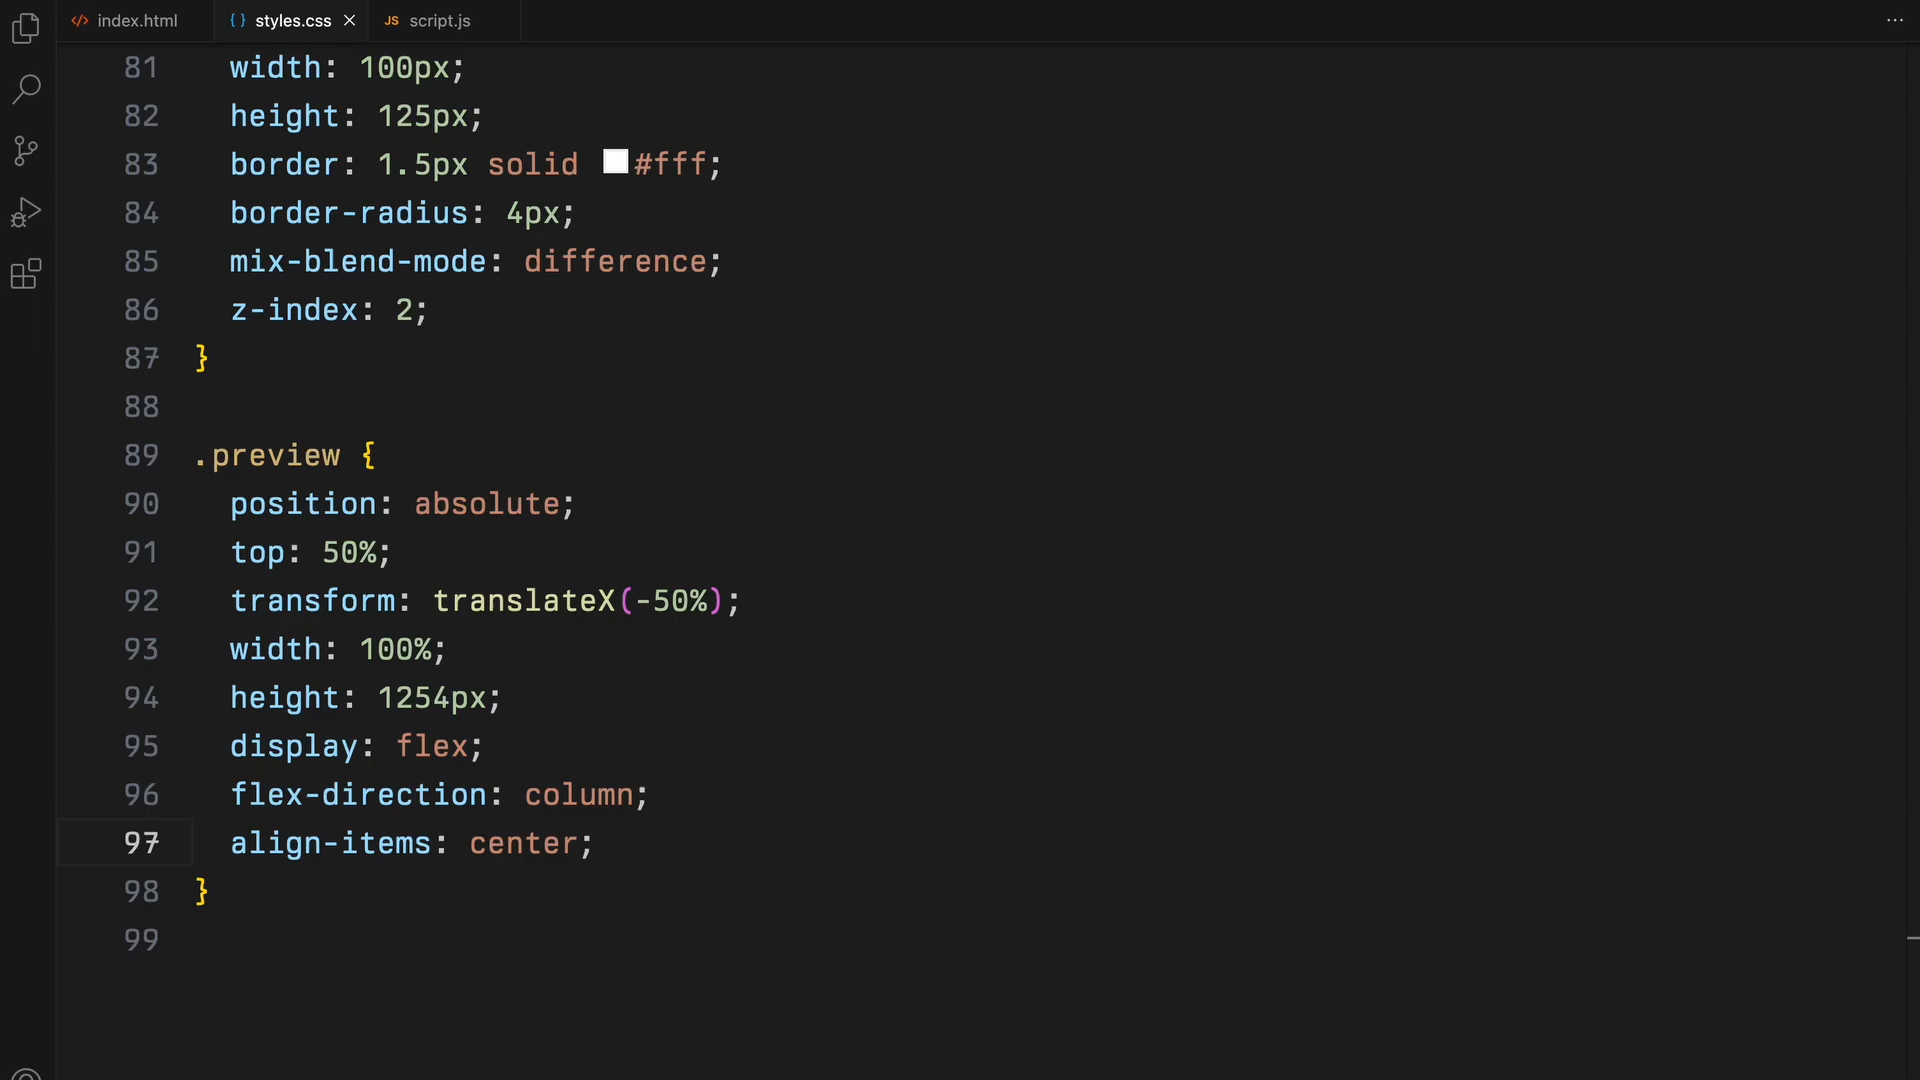 index.html styles.css JS script.js
81 width: 100px;
82 height: 125px;
83 border: 1.5px solid #fff;
84 border-radius: 4px;
85 mix-blend-mode: difference;
86 z-index: 2;
87 }
88
89 .preview {
90 position: absolute;
91 top: 50%;
92 transform: translateX(-50%);
93 width: 100%;
94 height: 1254px;
95 display: flex;
96 flex-direction: column;
97 align-items: center;
98 }
99